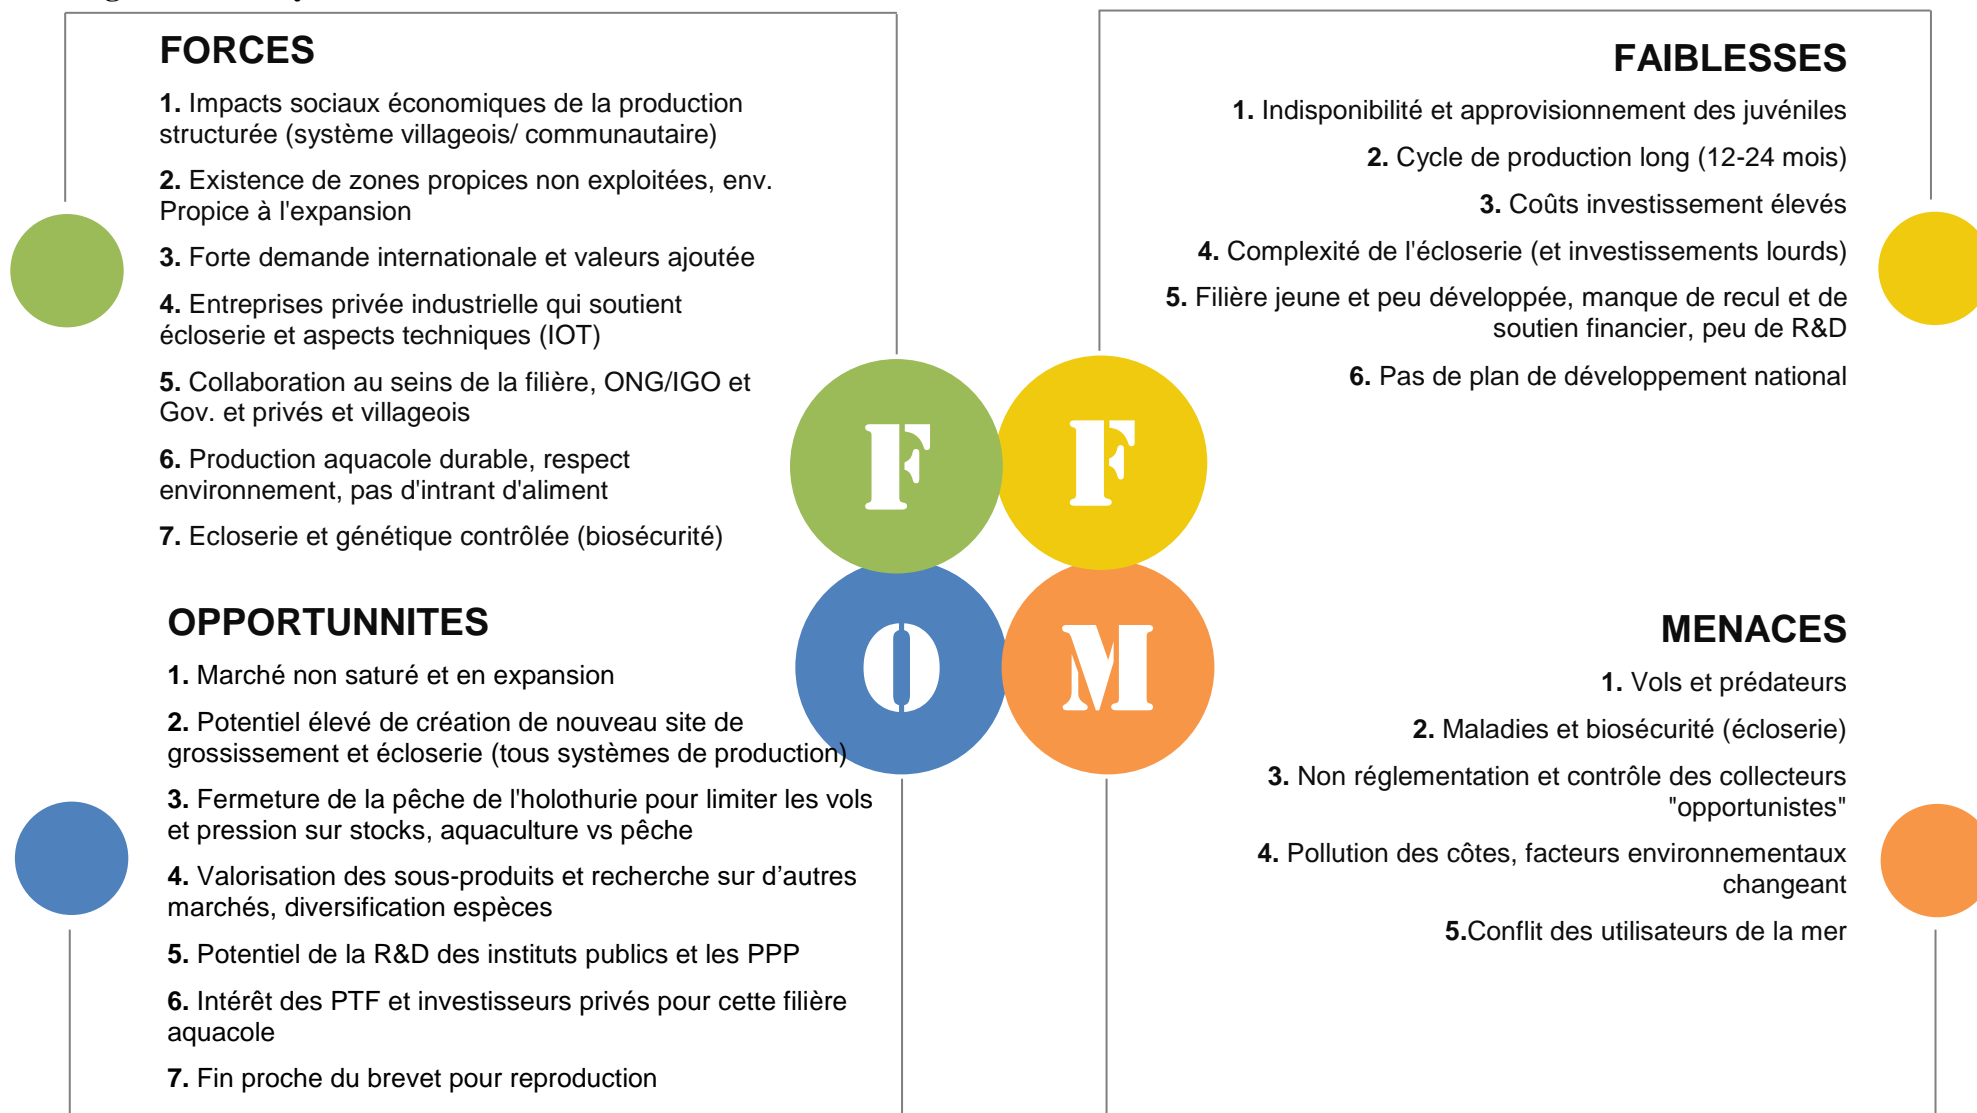 FORCES
1. Impacts sociaux économiques de la production
structurée (système villageois/ communautaire)
2. Existence de zones propices non exploitées, env.
Propice à l'expansion
3. Forte demande internationale et valeurs ajoutée
4. Entreprises privée industrielle qui soutient
écloserie et aspects techniques (IOT)
5. Collaboration au seins de la filière, ONG/IGO et
Gov. et privés et villageois
6. Production aquacole durable, respect
environnement, pas d'intrant d'aliment
7. Ecloserie et génétique contrôlée (biosécurité)
FAIBLESSES
1. Indisponibilité et approvisionnement des juvéniles
2. Cycle de production long (12-24 mois)
3. Coûts investissement élevés
4. Complexité de l'écloserie (et investissements lourds)
5. Filière jeune et peu développée, manque de recul et de
soutien financier, peu de R&D
6. Pas de plan de développement national
F
F
O
M
OPPORTUNNITES
1. Marché non saturé et en expansion
2. Potentiel élevé de création de nouveau site de
grossissement et écloserie (tous systèmes de production)
3. Fermeture de la pêche de l'holothurie pour limiter les vols
et pression sur stocks, aquaculture vs pêche
4. Valorisation des sous-produits et recherche sur d’autres
marchés, diversification espèces
5. Potentiel de la R&D des instituts publics et les PPP
6. Intérêt des PTF et investisseurs privés pour cette filière
aquacole
7. Fin proche du brevet pour reproduction
MENACES
1. Vols et prédateurs
2. Maladies et biosécurité (écloserie)
3. Non réglementation et contrôle des collecteurs
"opportunistes"
4. Pollution des côtes, facteurs environnementaux
changeant
5.Conflit des utilisateurs de la mer